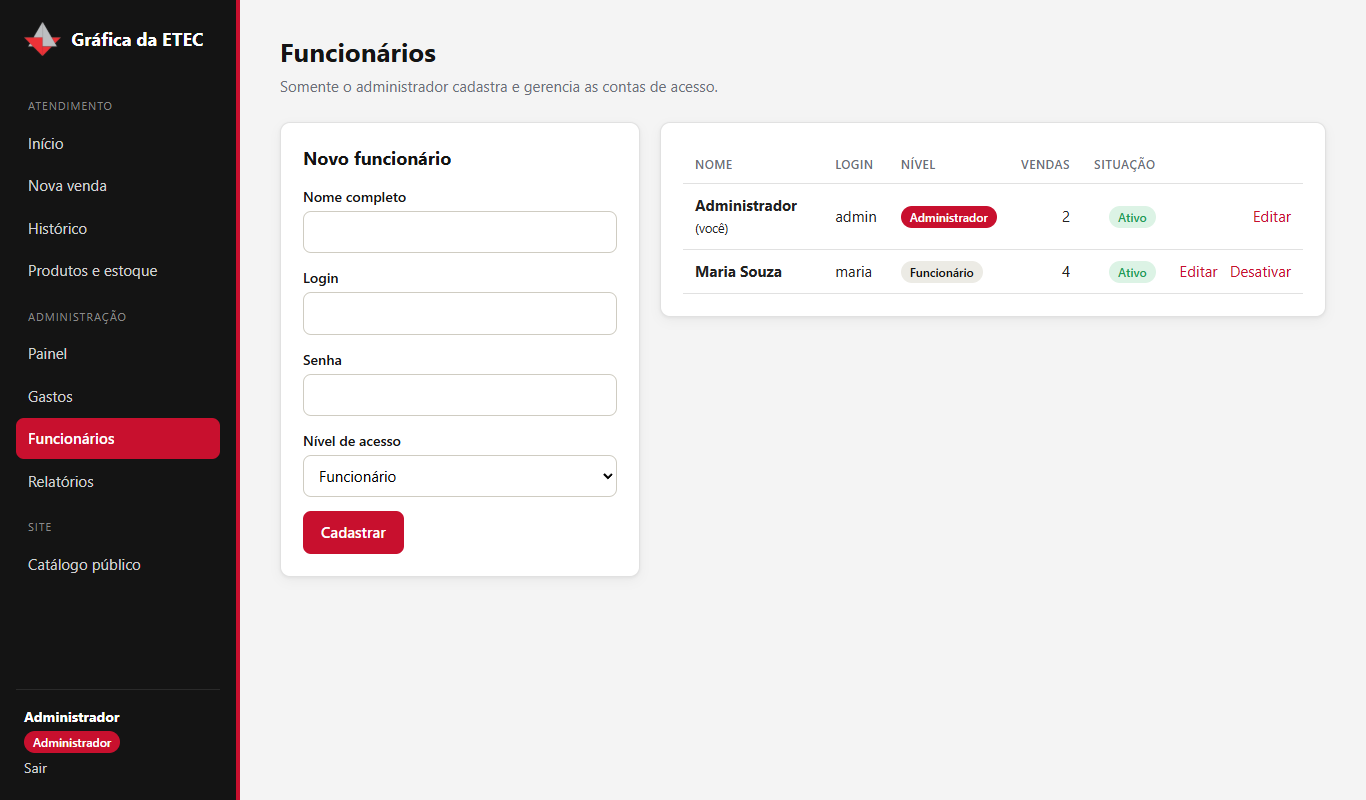 Gráfica da ETEC
ATENDIMENTO
Início
Nova venda
Histórico
Produtos e estoque
ADMINISTRAÇÃO
Painel
Gastos
Funcionários
Relatórios
SITE
Catálogo público
Administrador
Administrador
Sair
Funcionários
Somente o administrador cadastra e gerencia as contas de acesso.
Novo funcionário
Nome completo
Login
Senha
Nível de acesso
Funcionário
Cadastrar
NOME LOGIN NÍVEL VENDAS SITUAÇÃO
Administrador (você) admin Administrador 2 Ativo Editar
Maria Souza maria Funcionário 4 Ativo Editar Desativar